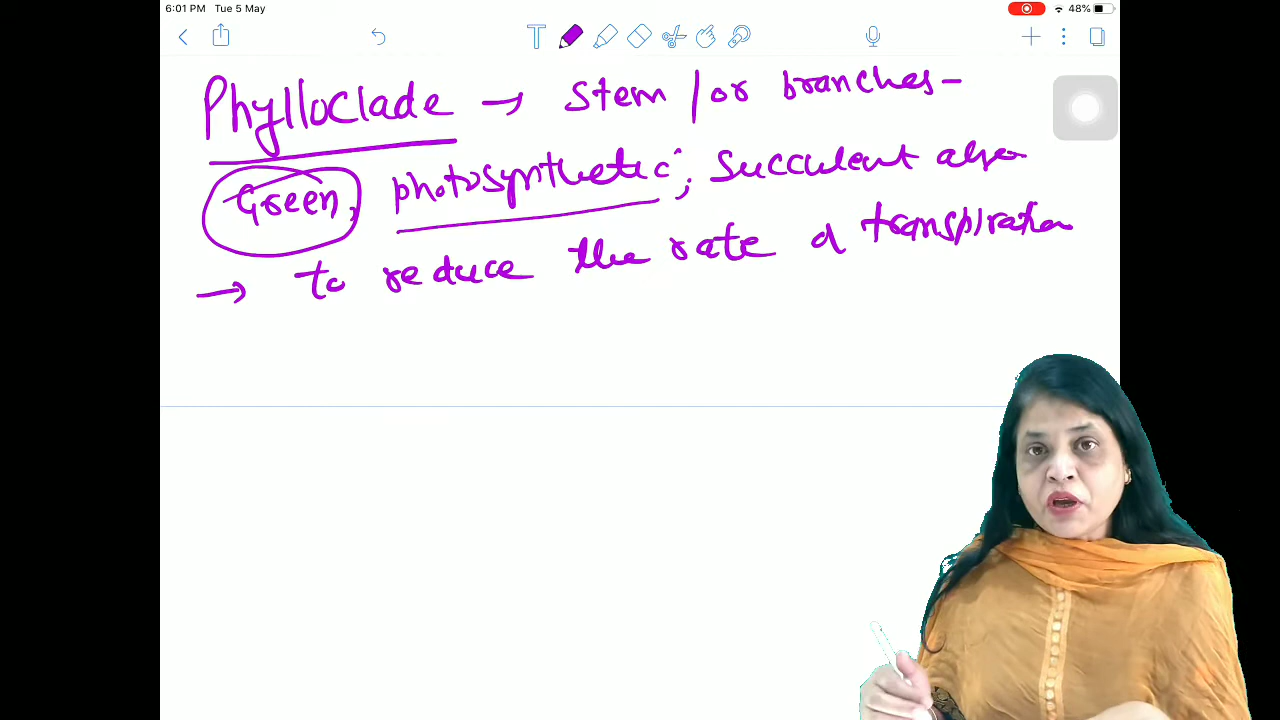 6:01 PM Tue 5 May
48%
T
Phylloclade → Stem / or branches -
Green, photosynthetic; Succulent also
→ to reduce the rate of transpiration